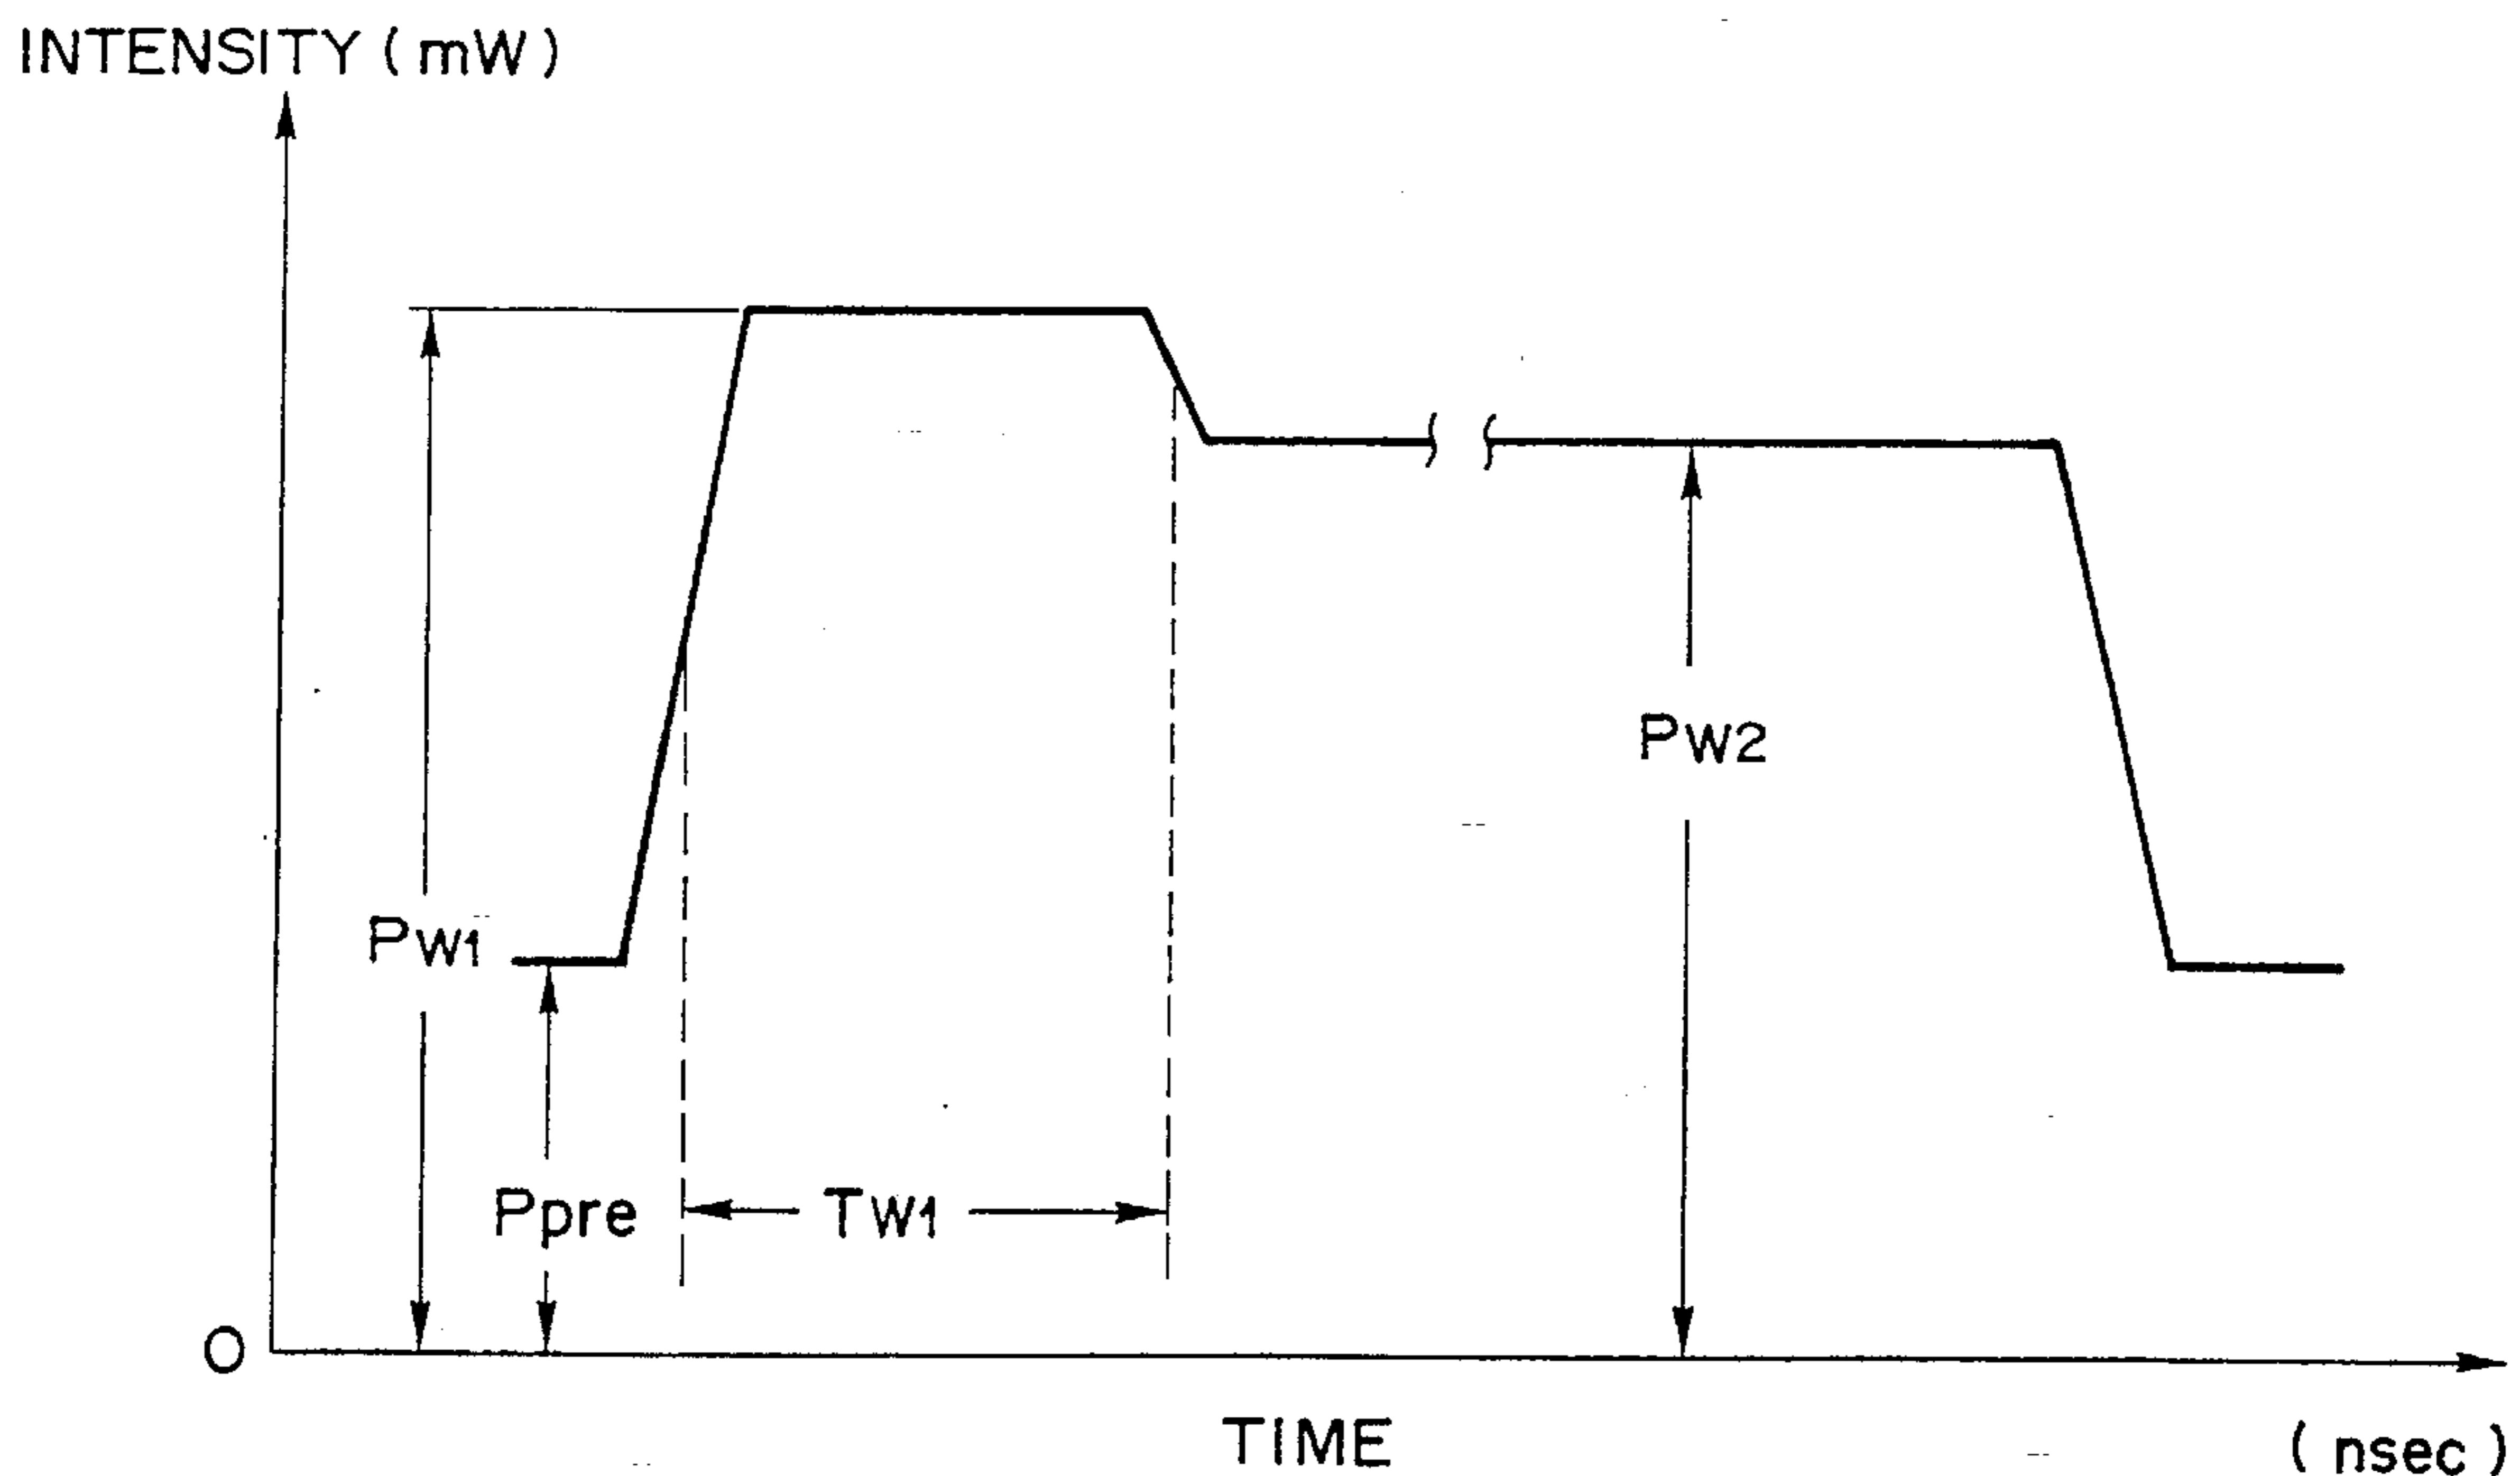 INTENSITY (mW)
PW1
PW2
Ppre
TW1
O
TIME
(nsec)